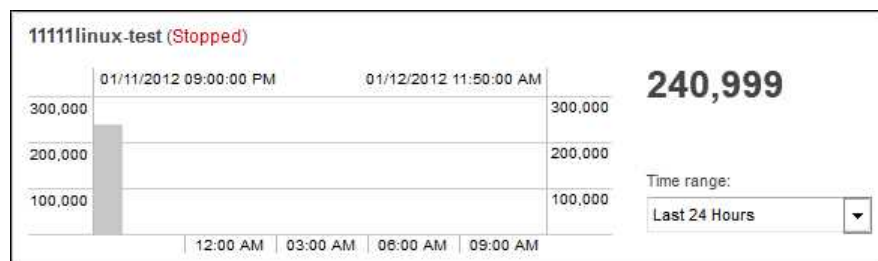 11111linux-test (Stopped)
01/11/2012 09:00:00 PM 01/12/2012 11:50:00 AM
240,999
300,000 300,000
200,000 200,000
100,000 100,000
Time range:
Last 24 Hours
12:00 AM 03:00 AM 06:00 AM 09:00 AM